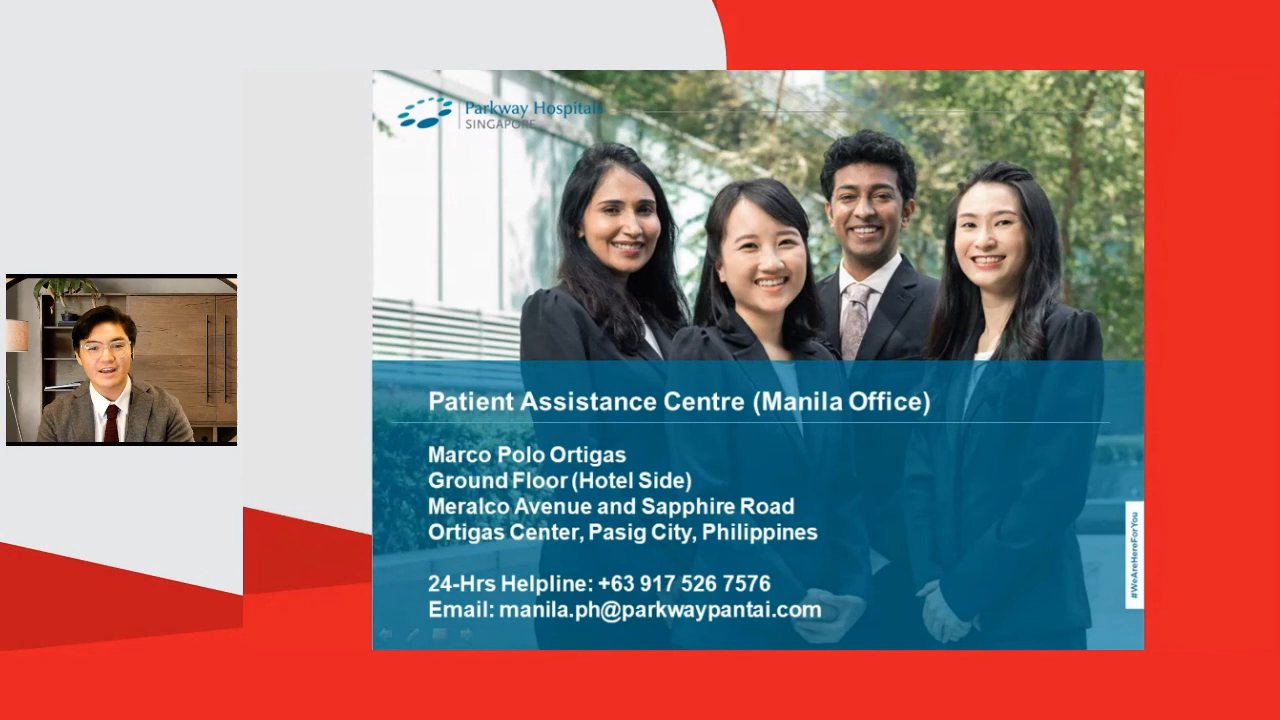 Parkway Hospitals
SINGAPORE
Patient Assistance Centre (Manila Office)
Marco Polo Ortigas
Ground Floor (Hotel Side)
Meralco Avenue and Sapphire Road
Ortigas Center, Pasig City, Philippines
24-Hrs Helpline: +63 917 526 7576
Email: manila.ph@parkwaypantai.com
#WeAreHereForYou